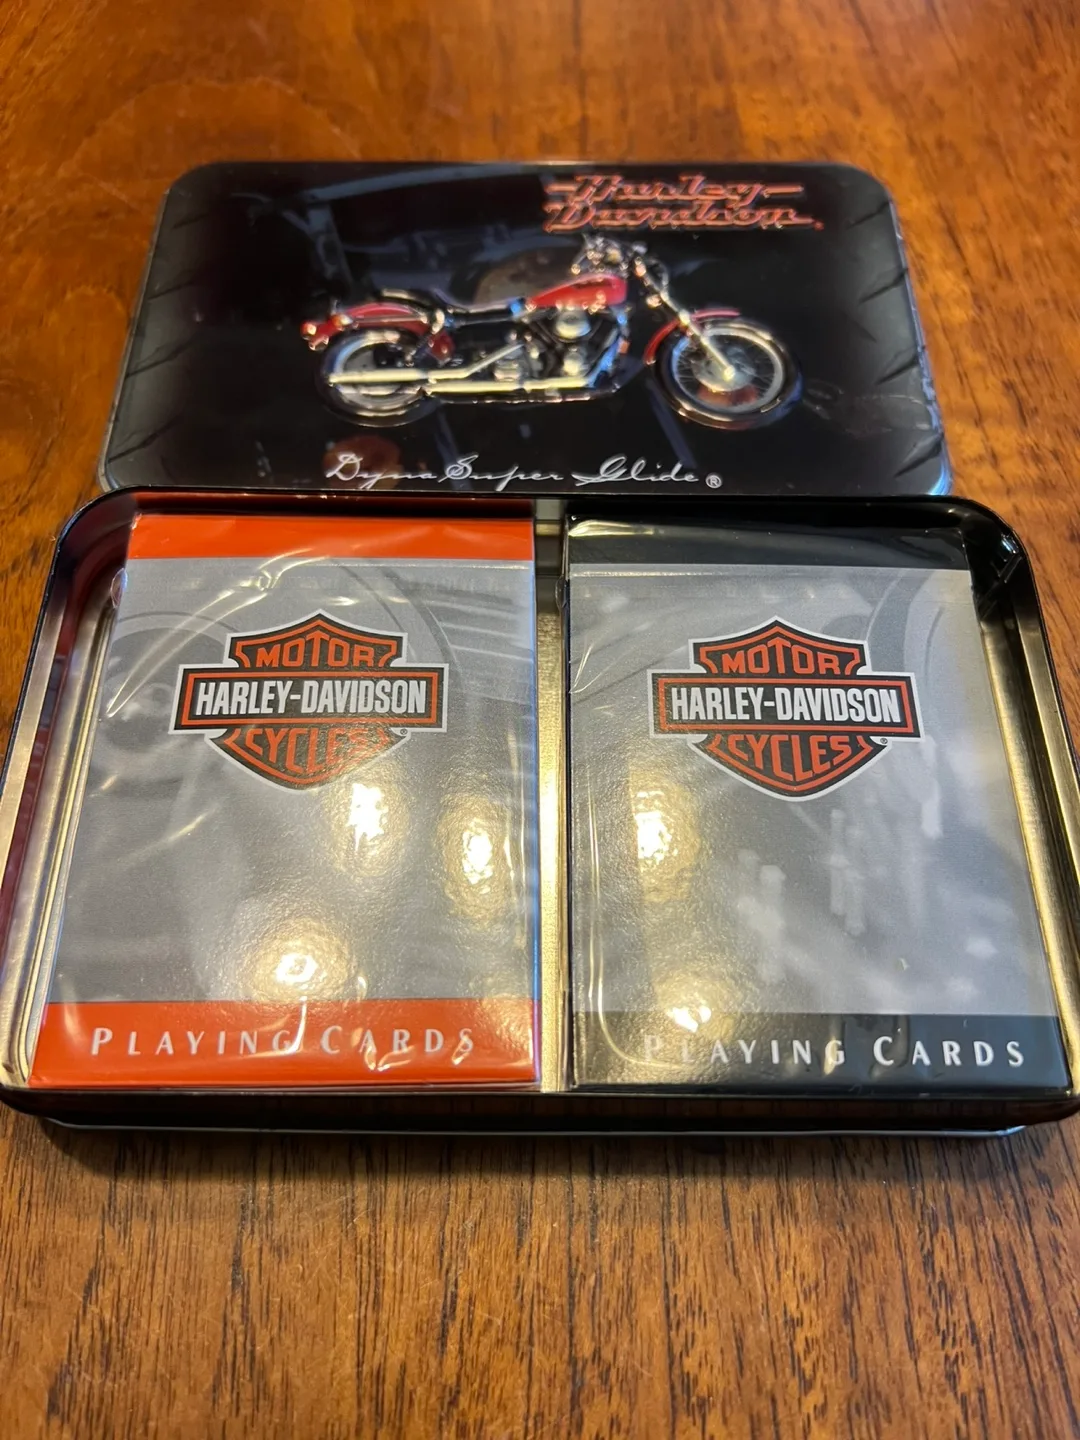 Harley
Davidson
Dyna Super Glide®
MOTOR
HARLEY-DAVIDSON
CYCLES®
PLAYING CARDS
MOTOR
HARLEY-DAVIDSON
CYCLES®
PLAYING CARDS